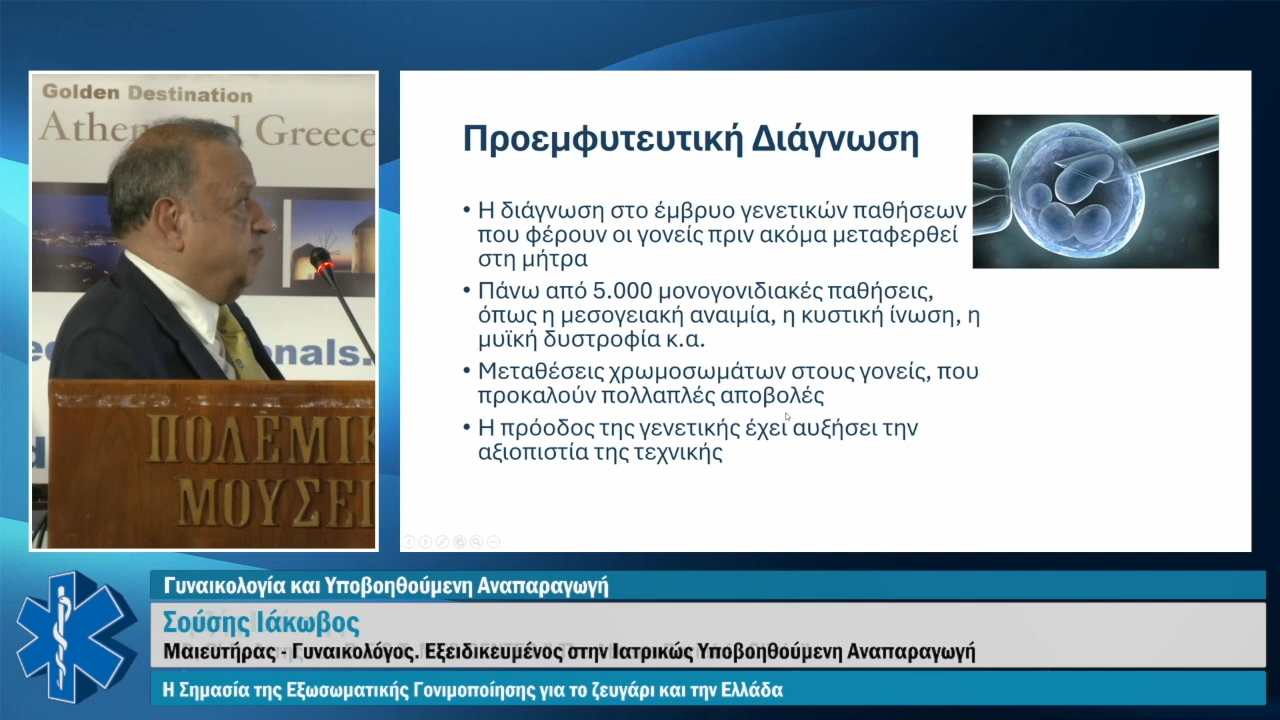 Golden Destination
Greece
nals.
ΠΟΛΕΜΙΚ
ΜΟΥΣΕΙ
Προεμφυτευτική Διάγνωση
• Η διάγνωση στο έμβρυο γενετικών παθήσεων
που φέρουν οι γονείς πριν ακόμα μεταφερθεί
στη μήτρα
• Πάνω από 5.000 μονογονιδιακές παθήσεις,
όπως η μεσογειακή αναιμία, η κυστική ίνωση, η
μυϊκή δυστροφία κ.α.
• Μεταθέσεις χρωμοσωμάτων στους γονείς, που
προκαλούν πολλαπλές αποβολές
• Η πρόοδος της γενετικής έχει αυξήσει την
αξιοπιστία της τεχνικής
Γυναικολογία και Υποβοηθούμενη Αναπαραγωγή
Σούσης Ιάκωβος
Μαιευτήρας - Γυναικολόγος. Εξειδικευμένος στην Ιατρικώς Υποβοηθούμενη Αναπαραγωγή
Η Σημασία της Εξωσωματικής Γονιμοποίησης για το ζευγάρι και την Ελλάδα